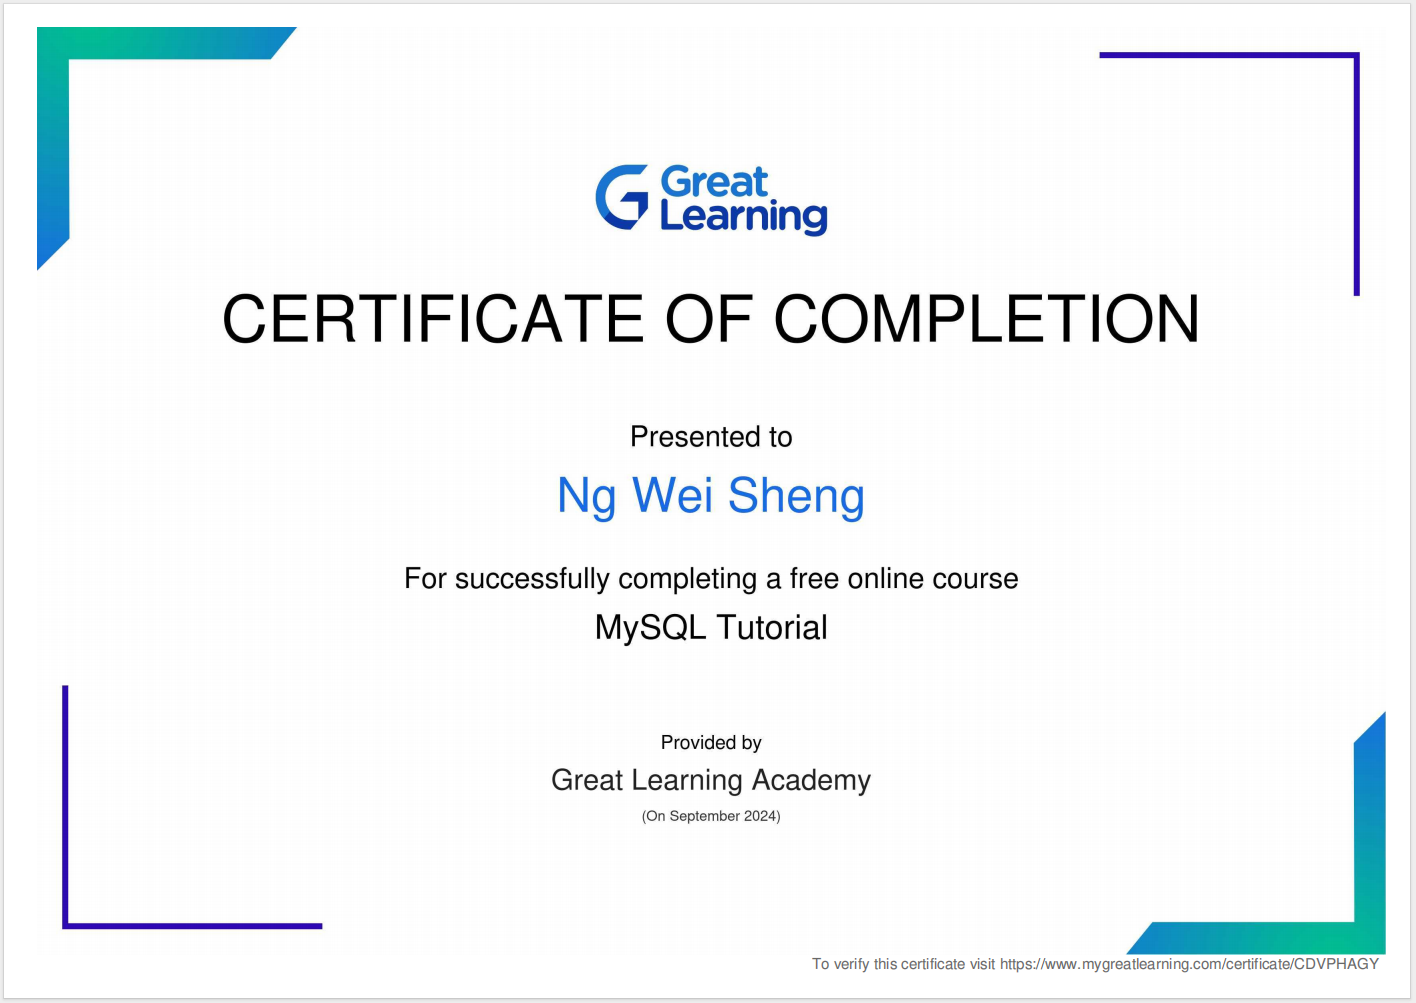 Great
Learning
CERTIFICATE OF COMPLETION
Presented to
Ng Wei Sheng
For successfully completing a free online course
MySQL Tutorial
Provided by
Great Learning Academy
(On September 2024)
To verify this certificate visit https://www.mygreatlearning.com/certificate/CDVPHAGY